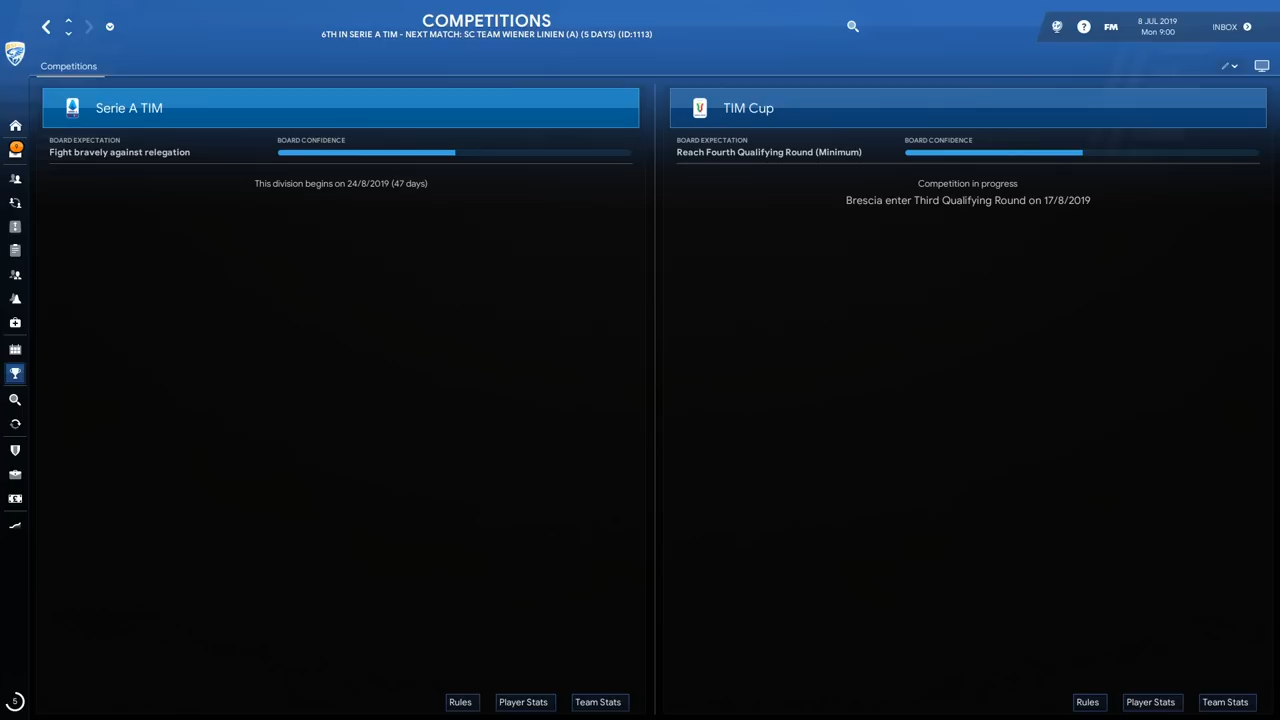 COMPETITIONS
6TH IN SERIE A TIM - NEXT MATCH: SC TEAM WIENER LINIEN (A) (5 DAYS) (ID:1113)
?
FM
8 JUL 2019
Mon 9:00
INBOX
Competitions
Serie A TIM
BOARD EXPECTATION
Fight bravely against relegation
BOARD CONFIDENCE
This division begins on 24/8/2019 (47 days)
Rules
Player Stats
Team Stats
TIM Cup
BOARD EXPECTATION
Reach Fourth Qualifying Round (Minimum)
BOARD CONFIDENCE
Competition in progress
Brescia enter Third Qualifying Round on 17/8/2019
Rules
Player Stats
Team Stats
9
5